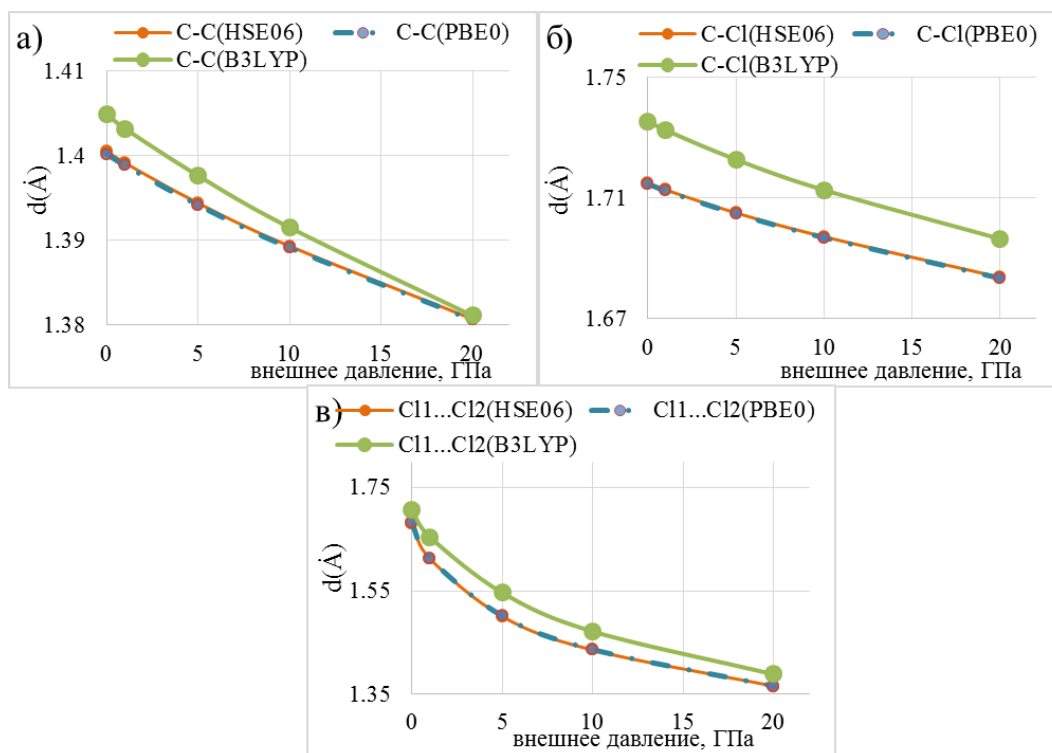 а)
C-C(HSE06) C-C(PBE0)
C-C(B3LYP)
1.41
1.4
1.39
1.38
d(Å)
0 5 10 15 20
внешнее давление, ГПа
б)
C-Cl(HSE06) C-Cl(PBE0)
C-Cl(B3LYP)
1.75
1.71
1.67
d(Å)
0 5 10 15 20
внешнее давление, ГПа
в)
Cl1...Cl2(HSE06) Cl1...Cl2(PBE0)
Cl1...Cl2(B3LYP)
1.75
1.55
1.35
d(Å)
0 5 10 15 20
внешнее давление, ГПа